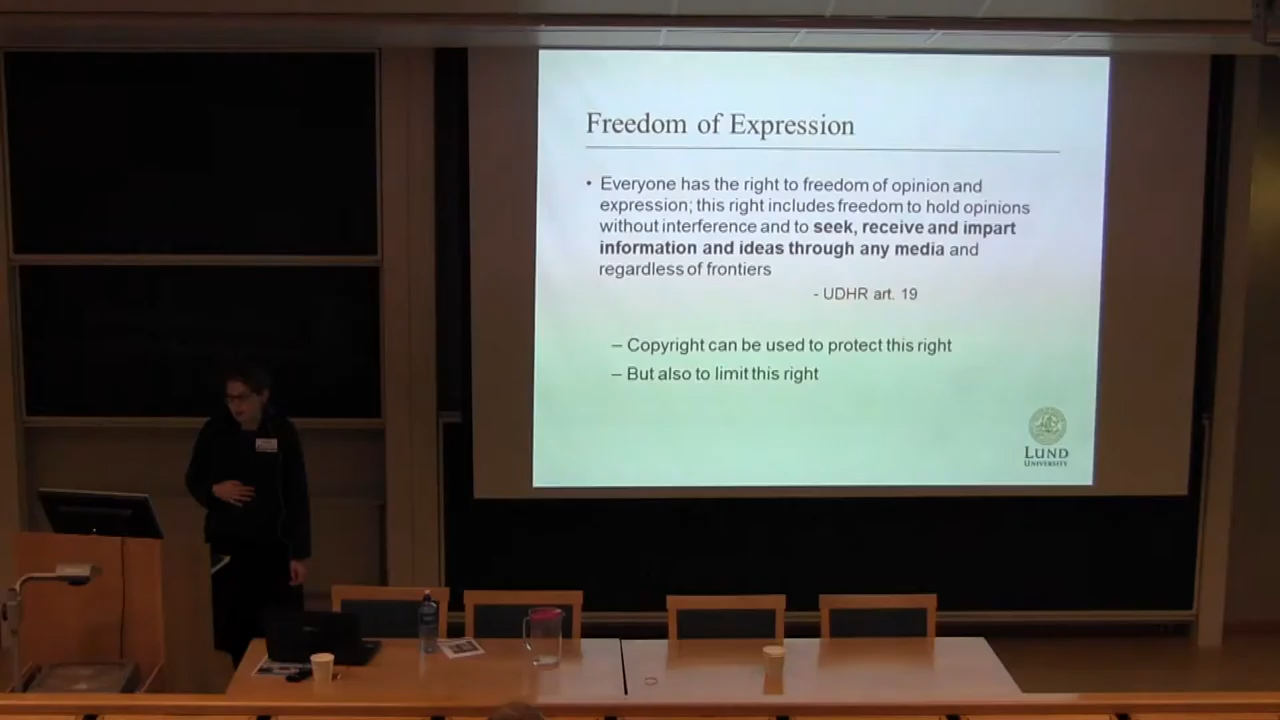 Freedom of Expression
• Everyone has the right to freedom of opinion and
expression; this right includes freedom to hold opinions
without interference and to seek, receive and impart
information and ideas through any media and
regardless of frontiers
- UDHR art. 19
– Copyright can be used to protect this right
– But also to limit this right
LUND
UNIVERSITY